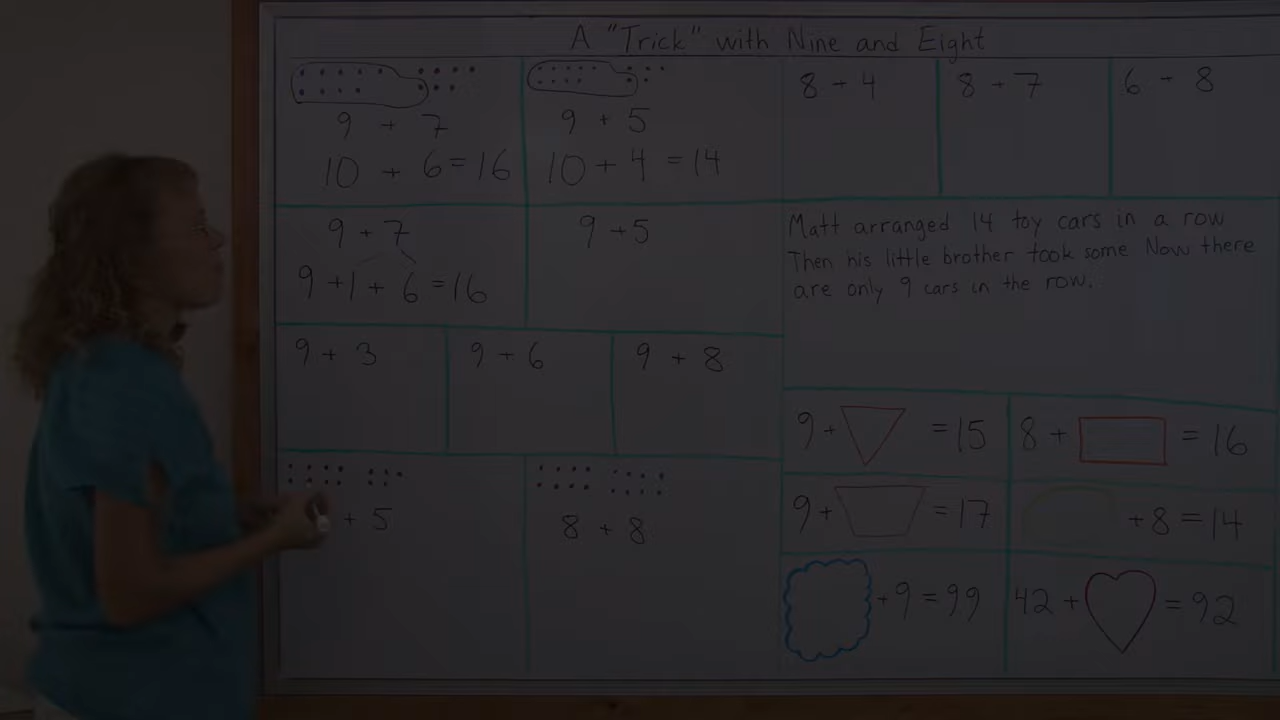 A "Trick" with Nine and Eight
9 + 7
10 + 6 = 16
9 + 5
10 + 4 = 14
8 + 4
8 + 7
6 + 8
9 + 7
9 + 1 + 6 = 16
9 + 5
Matt arranged 14 toy cars in a row
Then his little brother took some. Now there
are only 9 cars in the row.
9 + 3
9 + 6
9 + 8
+ 5
8 + 8
9 + = 15
8 + = 16
9 + = 17
+ 8 = 14
+ 9 = 99
42 + = 92